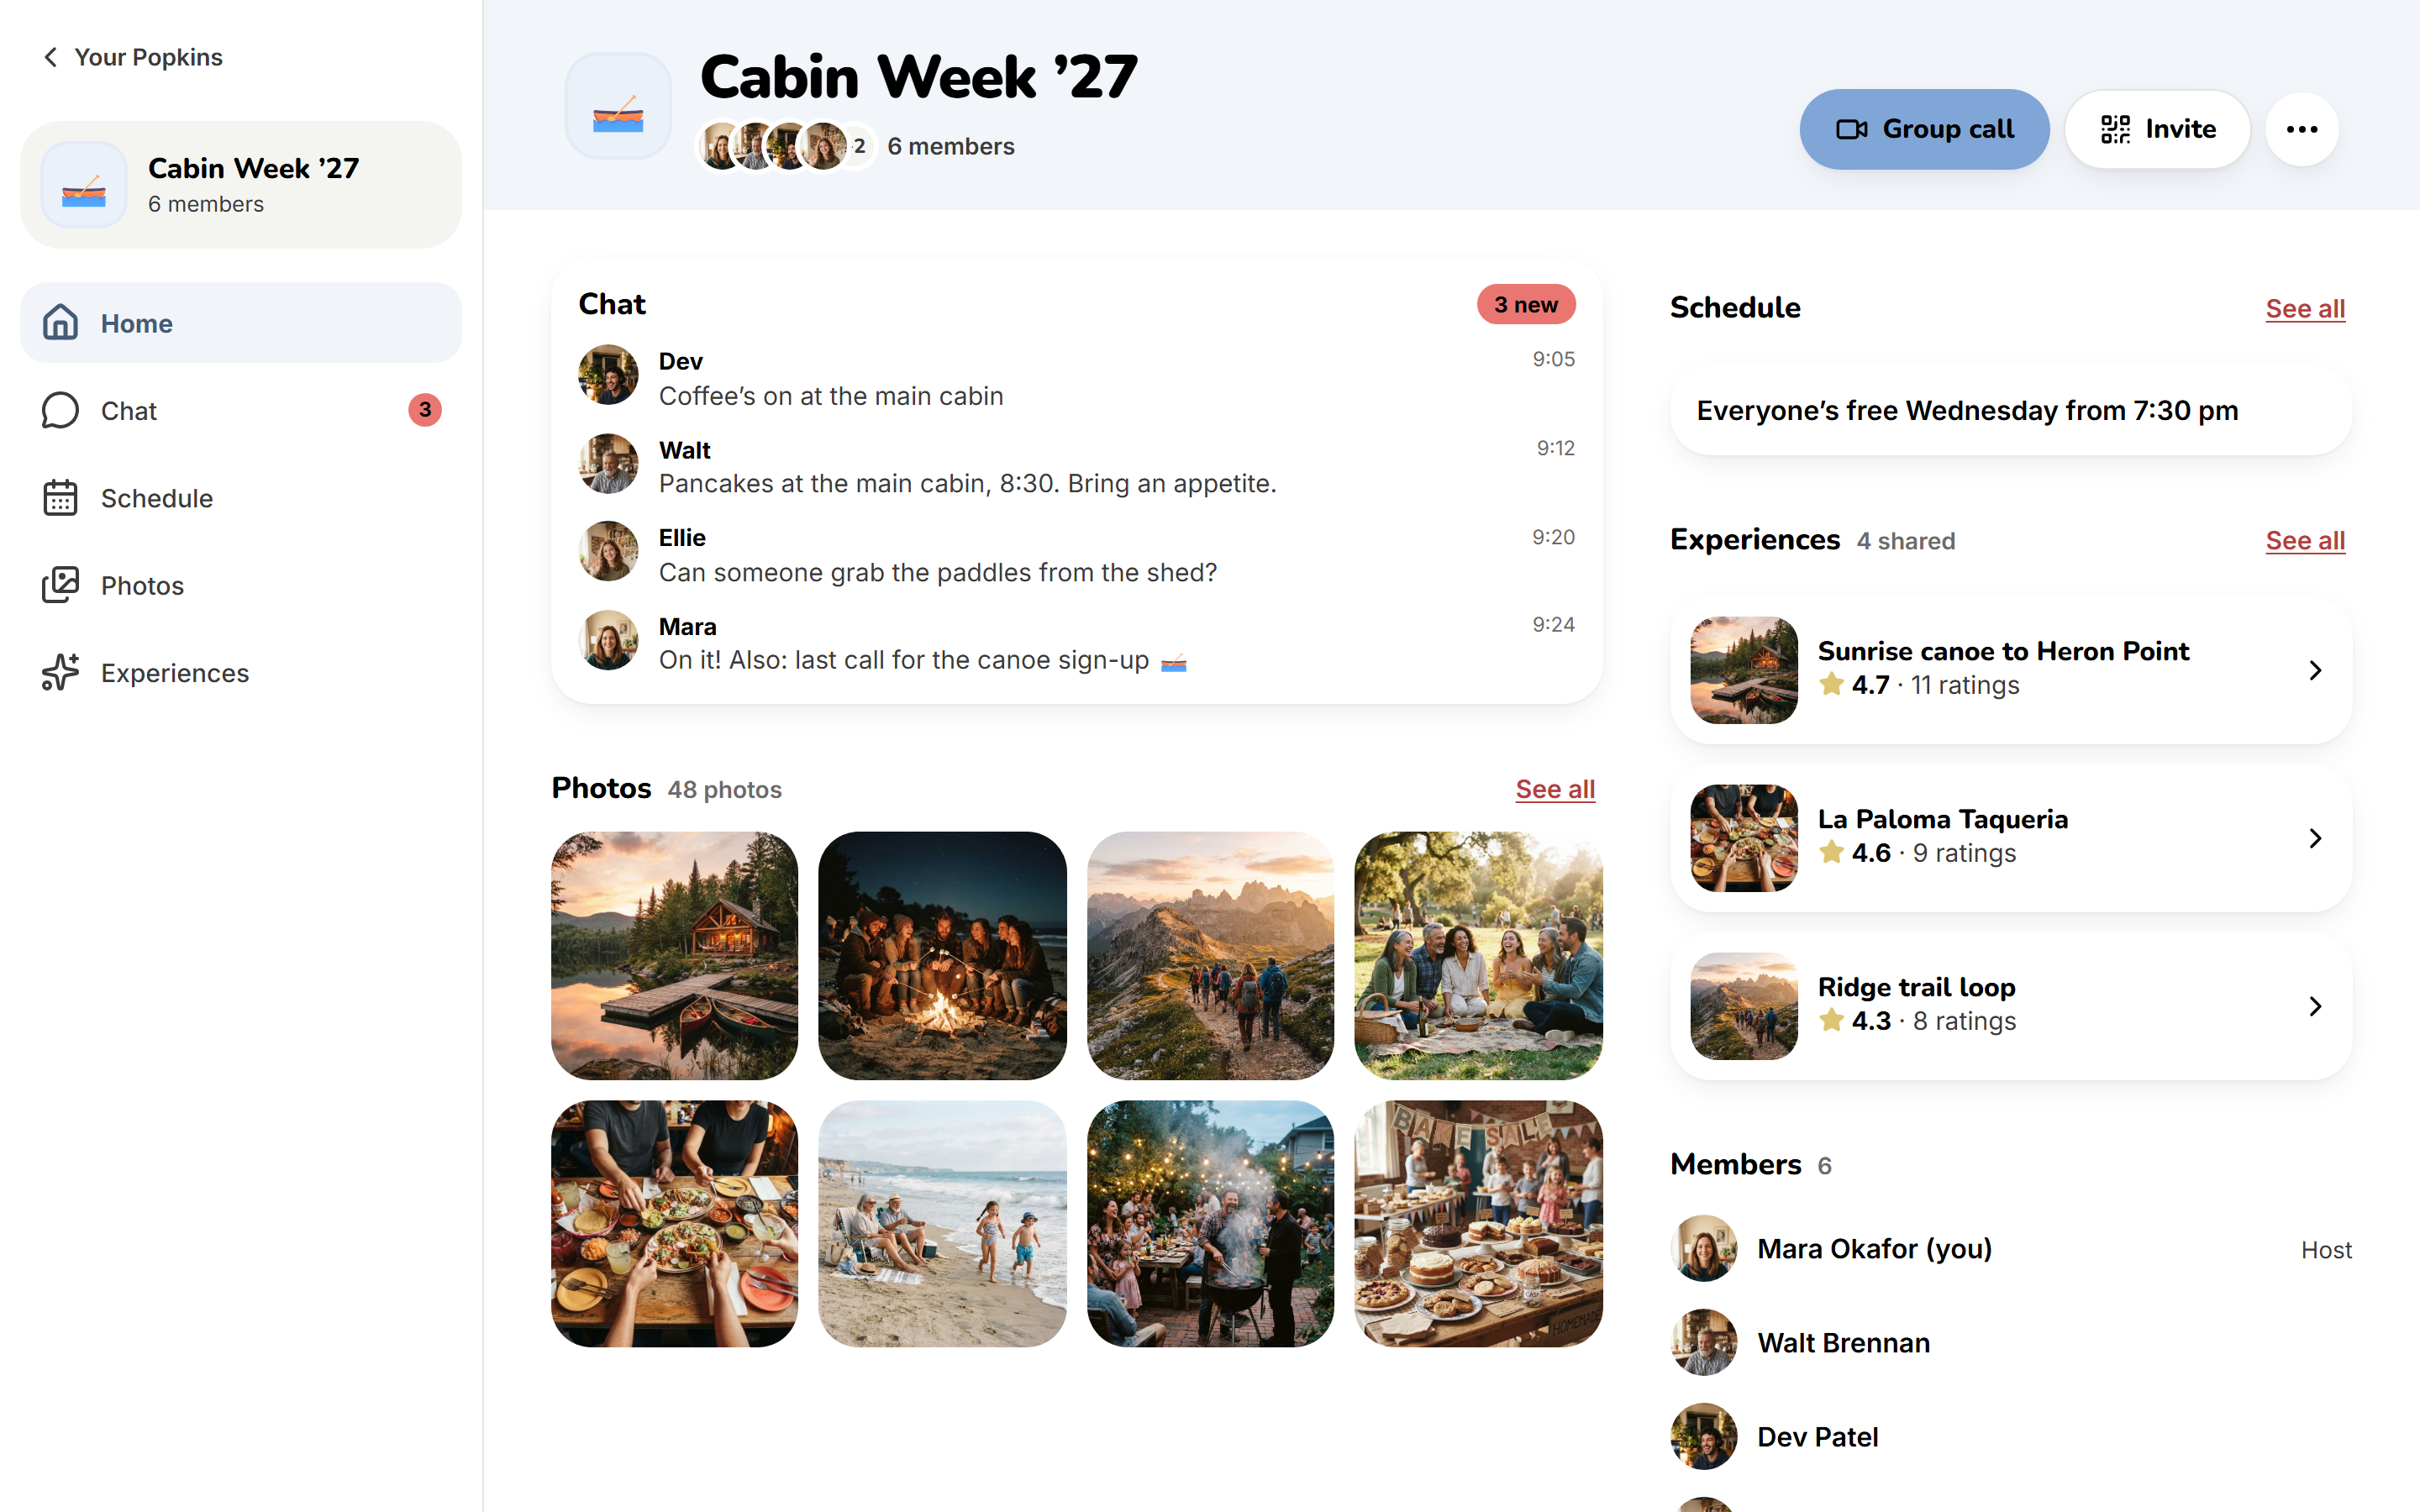 Your Popkins
Cabin Week ’27
6 members
Home
Chat
3
Schedule
Photos
Experiences
Cabin Week ’27
2
6 members
Group call
Invite
Chat
3 new
Dev
9:05
Coffee’s on at the main cabin
Walt
9:12
Pancakes at the main cabin, 8:30. Bring an appetite.
Ellie
9:20
Can someone grab the paddles from the shed?
Mara
9:24
On it! Also: last call for the canoe sign-up 🛶
Photos 48 photos
See all
BAKE SALE
HOMEMADE
Schedule
See all
Everyone’s free Wednesday from 7:30 pm
Experiences 4 shared
See all
Sunrise canoe to Heron Point
4.7 · 11 ratings
La Paloma Taqueria
4.6 · 9 ratings
Ridge trail loop
4.3 · 8 ratings
Members 6
Mara Okafor (you)
Host
Walt Brennan
Dev Patel